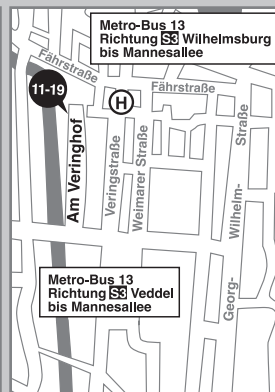 Metro-Bus 13
Richtung S3 Wilhelmsburg
bis Mannesallee
Fährstraße
Fährstraße
11-19
H
Am Veringhof
Veringstraße
Weimarer Straße
Georg-Wilhelm-Straße
Metro-Bus 13
Richtung S3 Veddel
bis Mannesallee